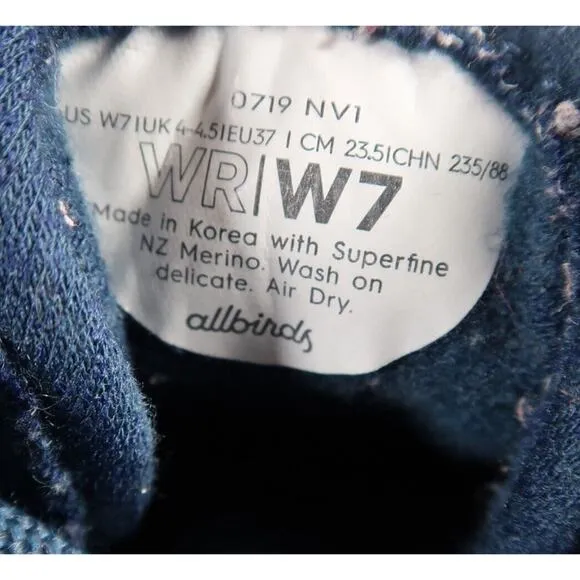 0719 NV1
US W7|UK 4-4.5|EU37 | CM 23.5|CHN 235/88
WR|W7
Made in Korea with Superfine
NZ Merino. Wash on
delicate. Air Dry.
allbirds